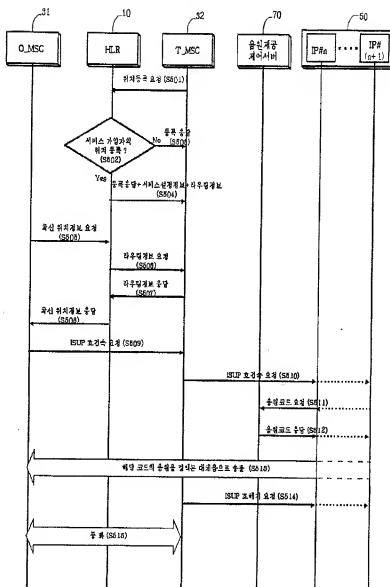 31
10
32
70
50
O_MSC
HLR
T_MSC
음원제공
제어서버
IP#n
IP#
(n+1)
위치등록 요청 (S501)
서비스 가입자의
위치 등록 ?
(S502)
No
등록 응답
(S503)
Yes
등록응답+서비스설정정보+라우팅정보
(S504)
착신 위치정보 요청
(S505)
라우팅정보 요청
(S506)
라우팅정보 응답
(S507)
착신 위치정보 응답
(S508)
ISUP 호접속 요청 (S509)
ISUP 호접속 요청 (S510)
음원코드 요청 (S511)
음원코드 응답 (S512)
해당 코드의 음원을 링백톤 대체음으로 송출 (S513)
ISUP 호해제 요청 (S514)
통 화 (S515)